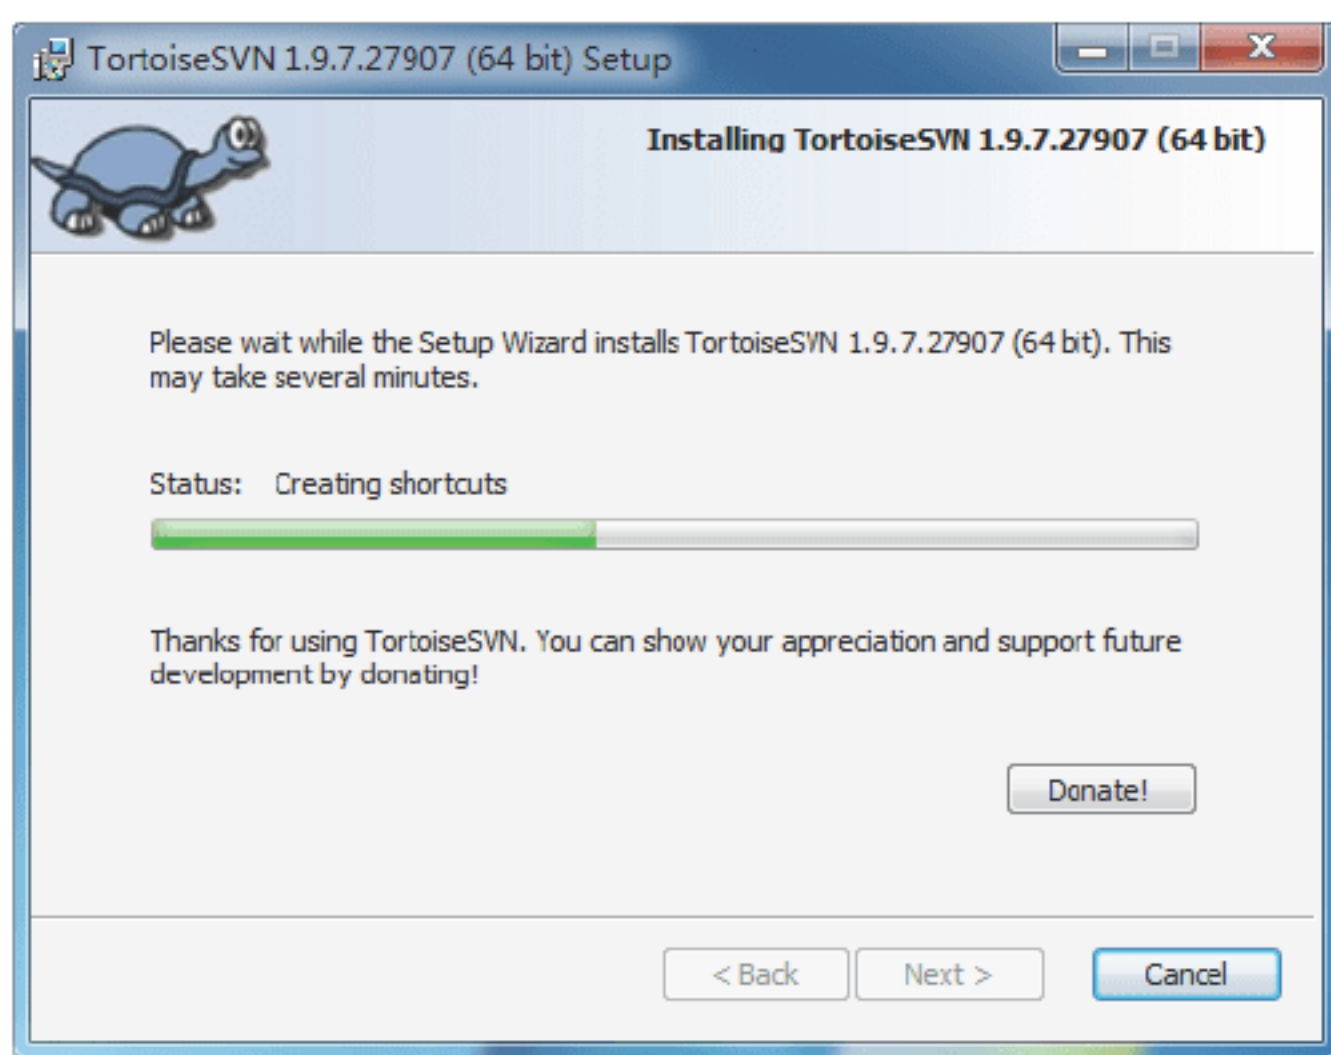 TortoiseSVN 1.9.7.27907 (64 bit) Setup
Installing TortoiseSVN 1.9.7.27907 (64 bit)
Please wait while the Setup Wizard installs TortoiseSVN 1.9.7.27907 (64 bit). This
may take several minutes.
Status: Creating shortcuts
Thanks for using TortoiseSVN. You can show your appreciation and support future
development by donating!
Donate!
< Back Next > Cancel